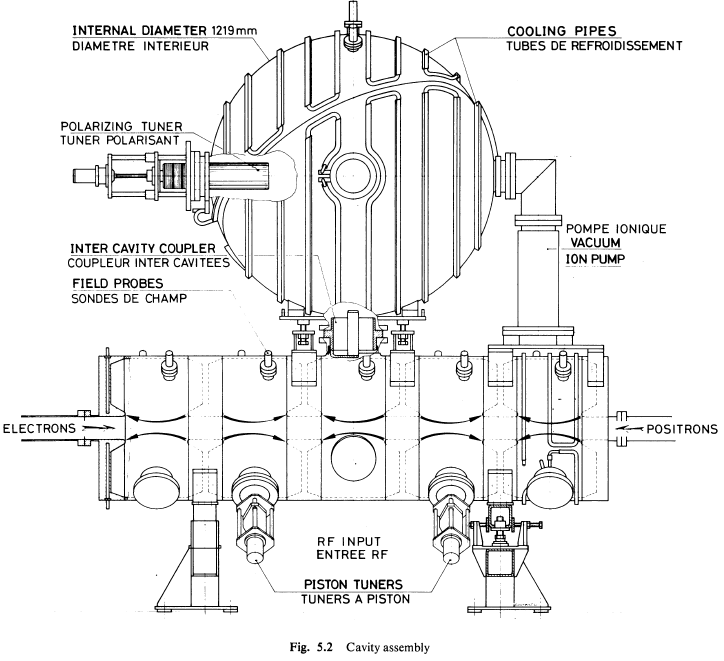 INTERNAL DIAMETER 1219mm
DIAMETRE INTERIEUR
COOLING PIPES
TUBES DE REFROIDISSEMENT
POLARIZING TUNER
TUNER POLARISANT
INTER CAVITY COUPLER
COUPLEUR INTER CAVITEES
FIELD PROBES
SONDES DE CHAMP
POMPE IONIQUE
VACUUM
ION PUMP
ELECTRONS
POSITRONS
RF INPUT
ENTREE RF
PISTON TUNERS
TUNERS A PISTON
Fig. 5.2 Cavity assembly